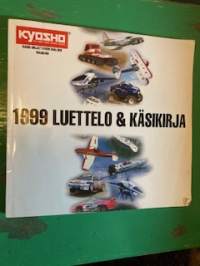 KYOSHO
1999 LUETTELO & KÄSIKIRJA